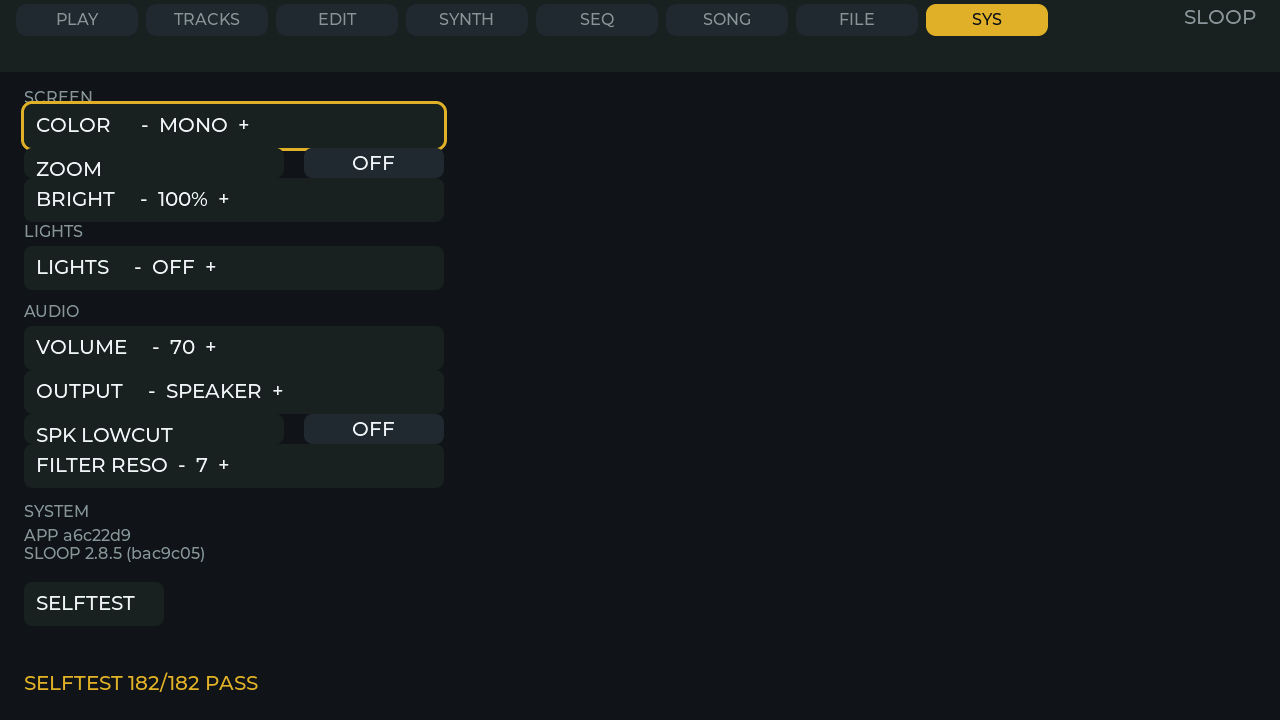 PLAY TRACKS EDIT SYNTH SEQ SONG FILE SYS SLOOP
SCREEN
COLOR - MONO +
ZOOM OFF
BRIGHT - 100% +
LIGHTS
LIGHTS - OFF +
AUDIO
VOLUME - 70 +
OUTPUT - SPEAKER +
SPK LOWCUT OFF
FILTER RESO - 7 +
SYSTEM
APP a6c22d9
SLOOP 2.8.5 (bac9c05)
SELFTEST
SELFTEST 182/182 PASS